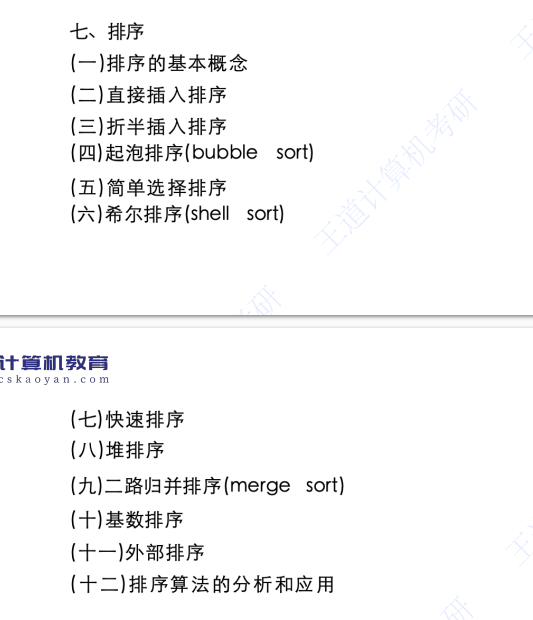 七、排序
(一)排序的基本概念
(二)直接插入排序
(三)折半插入排序
(四)起泡排序(bubble sort)
(五)简单选择排序
(六)希尔排序(shell sort)
王道计算机考研
计算机教育
cskaoyan.com
(七)快速排序
(八)堆排序
(九)二路归并排序(merge sort)
(十)基数排序
(十一)外部排序
(十二)排序算法的分析和应用